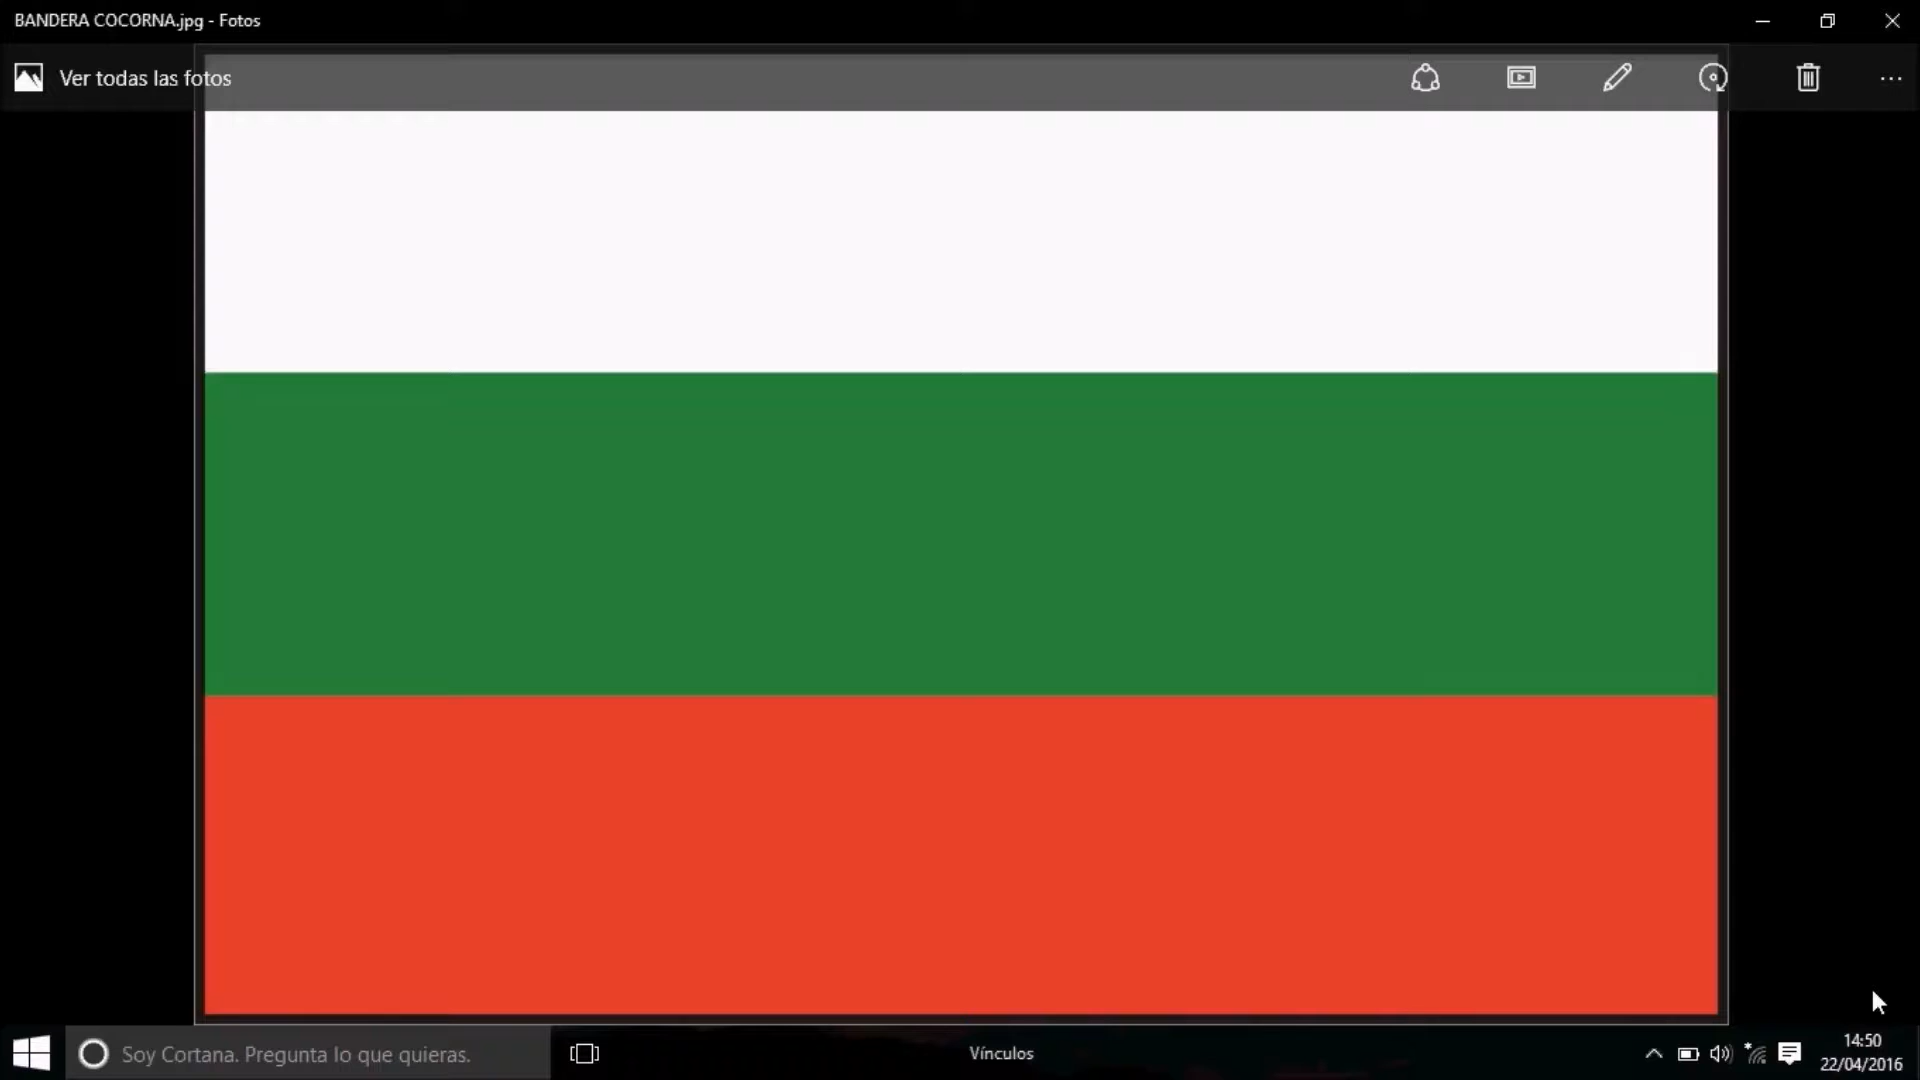 BANDERA COCORNA.jpg - Fotos
Ver todas las fotos
Soy Cortana. Pregunta lo que quieras.
Vínculos
14:50
22/04/2016